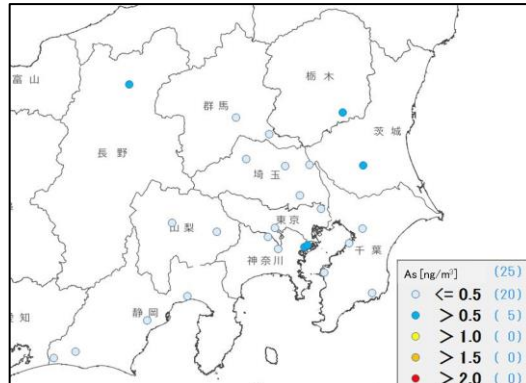 富山
栃木
群馬
茨城
長野
埼玉
東京
山梨
千葉
神奈川
静岡
愛知
As [ng/m³] (25)
<= 0.5 (20)
> 0.5 ( 5)
> 1.0 ( 0)
> 1.5 ( 0)
> 2.0 ( 0)